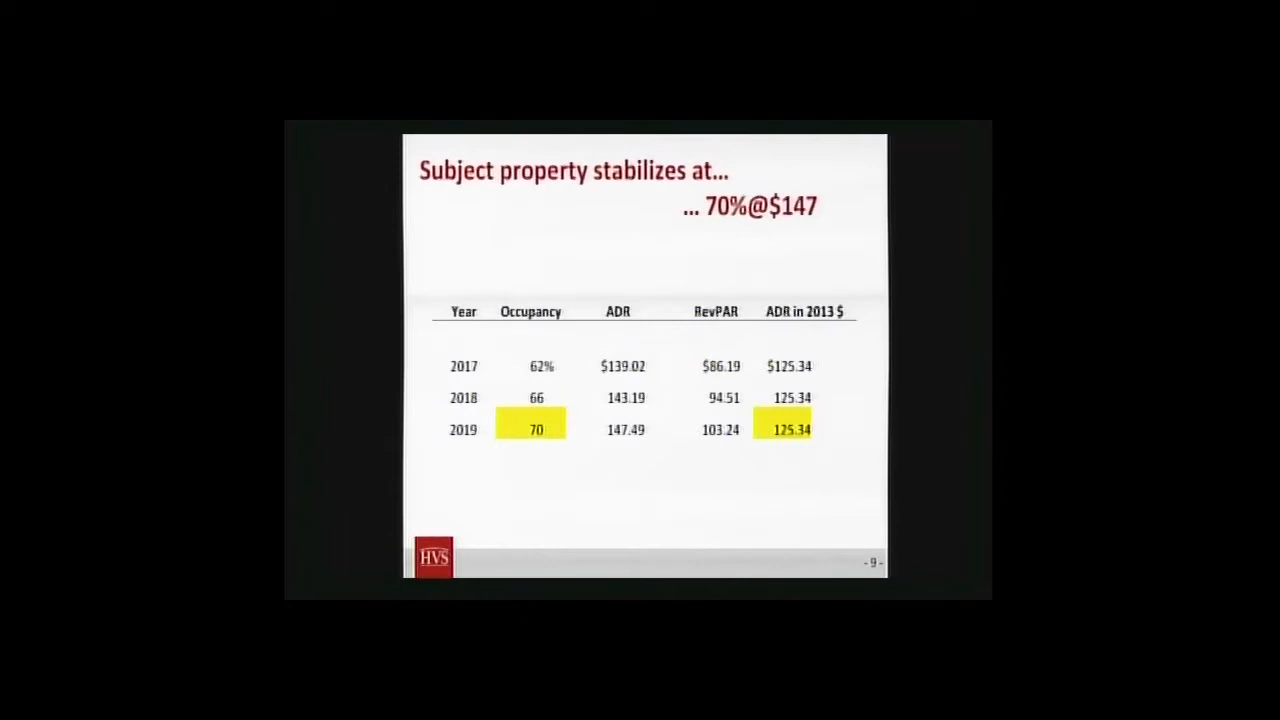 Subject property stabilizes at...
... 70%@$147
Year Occupancy ADR RevPAR ADR in 2013 $
2017 62% $139.02 $86.19 $125.34
2018 66 143.19 94.51 125.34
2019 70 147.49 103.24 125.34
HVS
- 9 -